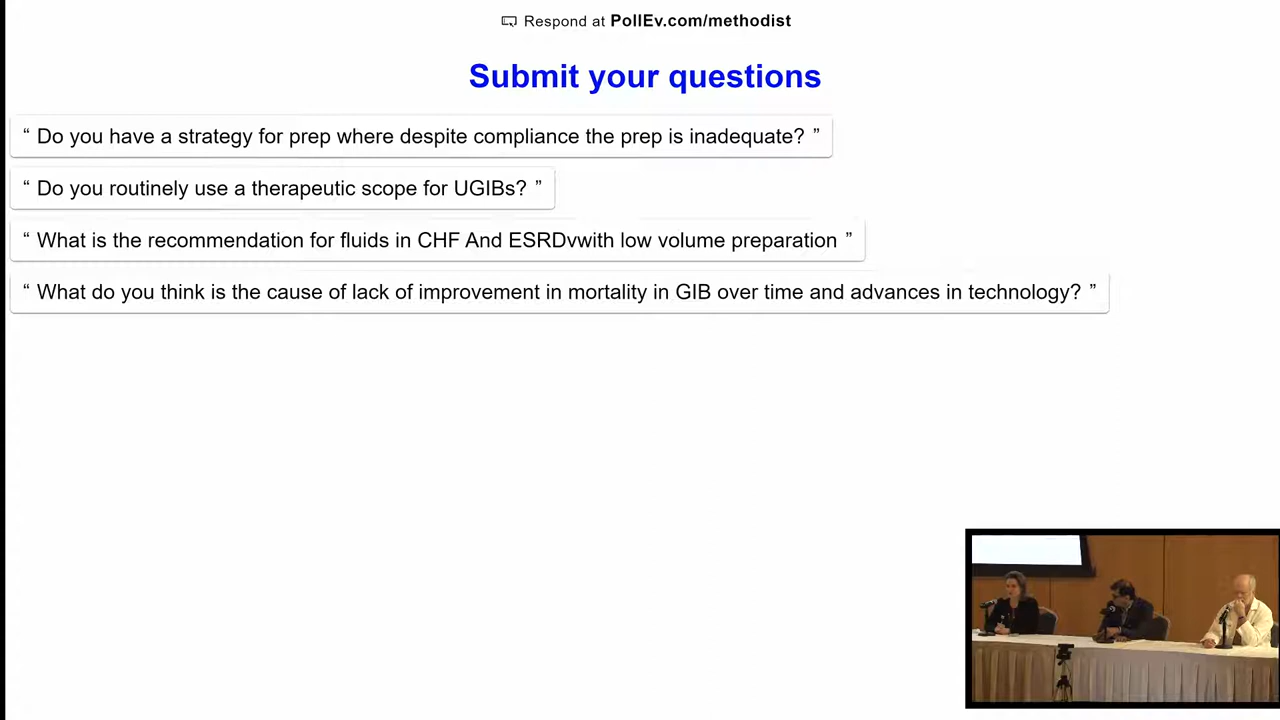 Respond at PollEv.com/methodist
Submit your questions
“ Do you have a strategy for prep where despite compliance the prep is inadequate? ”
“ Do you routinely use a therapeutic scope for UGIBs? ”
“ What is the recommendation for fluids in CHF And ESRDvwith low volume preparation ”
“ What do you think is the cause of lack of improvement in mortality in GIB over time and advances in technology? ”